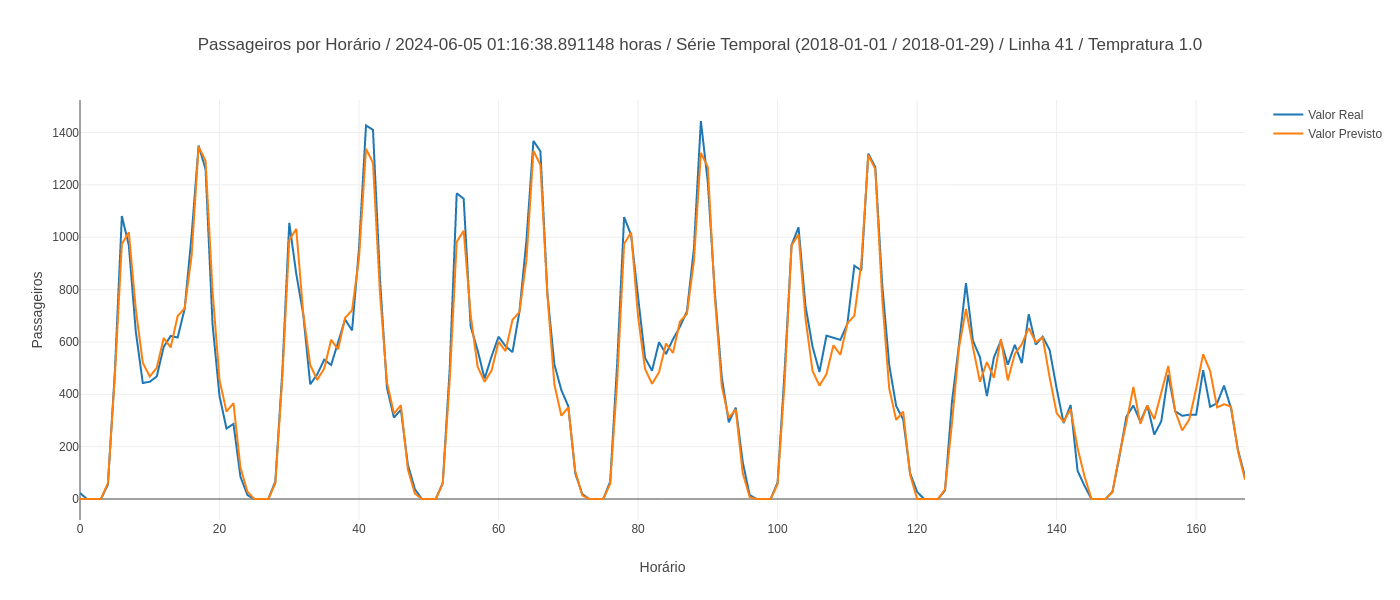 Passageiros por Horário / 2024-06-05 01:16:38.891148 horas / Série Temporal (2018-01-01 / 2018-01-29) / Linha 41 / Tempratura 1.0
Valor Real
Valor Previsto
Passageiros
1400
1200
1000
800
600
400
200
0
0 20 40 60 80 100 120 140 160
Horário